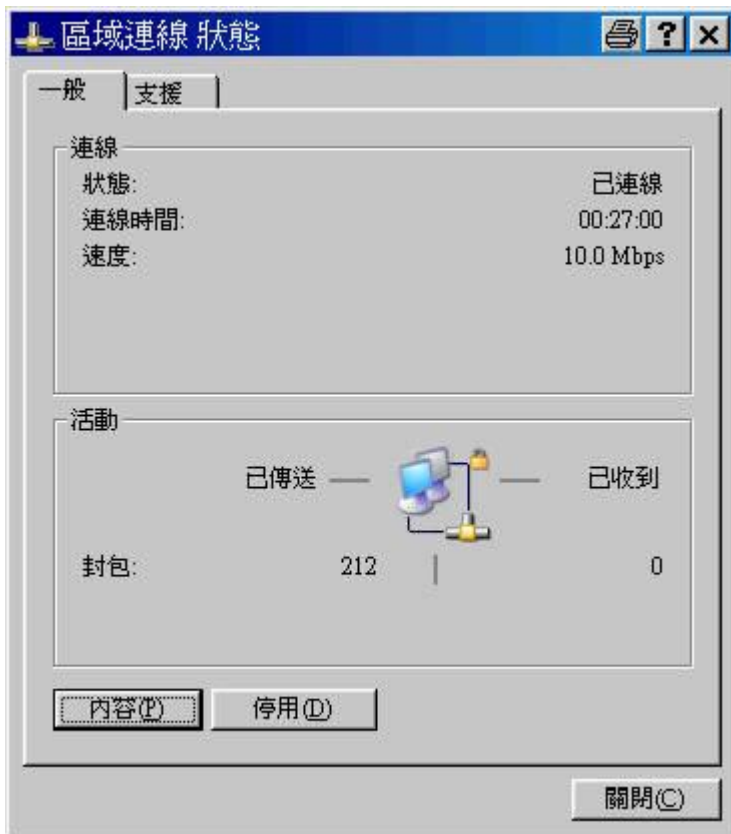 區域連線 狀態
?
一般 支援
連線
狀態: 已連線
連線時間: 00:27:00
速度: 10.0 Mbps
活動
已傳送 — — 已收到
封包: 212 | 0
內容(P) 停用(D)
關閉(C)